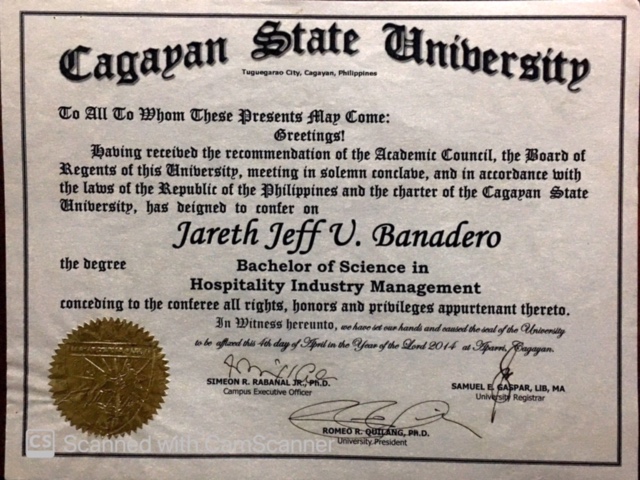 Cagayan State University
Tuguegarao City, Cagayan, Philippines
To All To Whom These Presents May Come:
Greetings!
Having received the recommendation of the Academic Council, the Board of
Regents of this University, meeting in solemn conclave, and in accordance with
the laws of the Republic of the Philippines and the charter of the Cagayan State
University, has deigned to confer on
Jareth Jeff U. Banadero
the degree
Bachelor of Science in
Hospitality Industry Management
conceding to the conferee all rights, honors and privileges appurtenant thereto.
In Witness hereunto, we have set our hands and caused the seal of the University
to be affixed this 4th day of April in the Year of the Lord 2014 at Aparri, Cagayan.
SIMEON R. RABANAL JR., Ph.D.
Campus Executive Officer
SAMUEL E. GASPAR, LIB, MA
University Registrar
ROMEO R. QUILANG, PH.D.
University President
CS Scanned with CamScanner